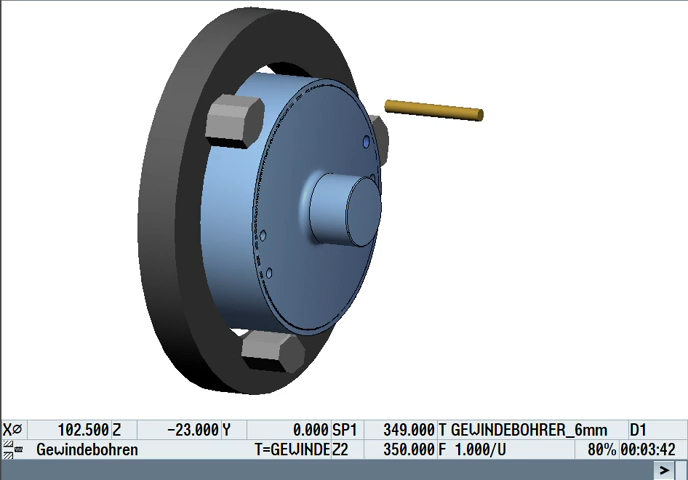 X⌀ 102.500 Z -23.000 Y 0.000 SP1 349.000 T GEWINDEBOHRER_6mm D1
Gewindebohren T=GEWINDE Z2 350.000 F 1.000/U 80% 00:03:42
>